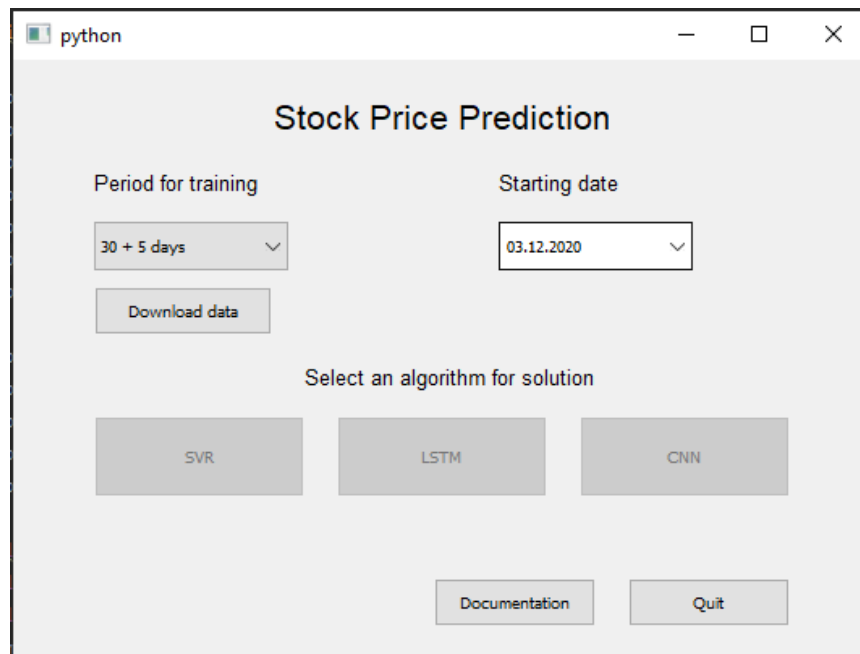 python
Stock Price Prediction
Period for training
Starting date
30 + 5 days
03.12.2020
Download data
Select an algorithm for solution
SVR
LSTM
CNN
Documentation
Quit